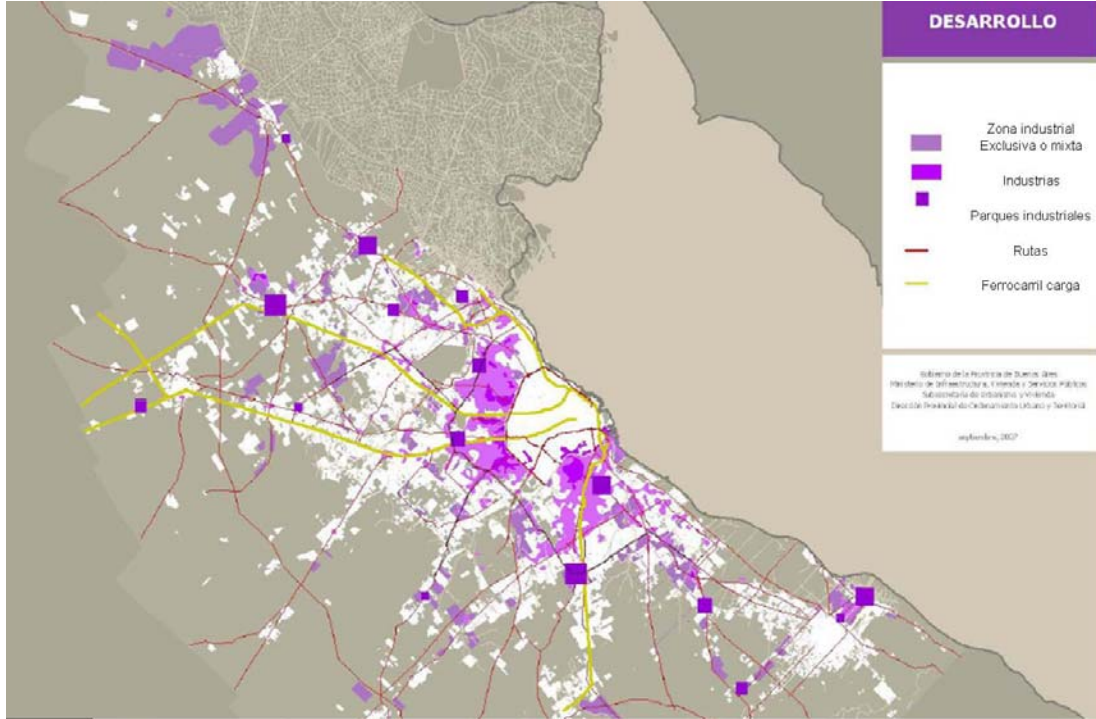 DESARROLLO
Zona industrial
Exclusiva o mixta
Industrias
Parques industriales
Rutas
Ferrocarril carga
Gobierno de la Provincia de Buenos Aires
Ministerio de Infraestructura, Vivienda y Servicios Públicos
Subsecretaría de Urbanismo y Vivienda
Dirección Provincial de Ordenamiento Urbano y Territorial
septiembre, 2007